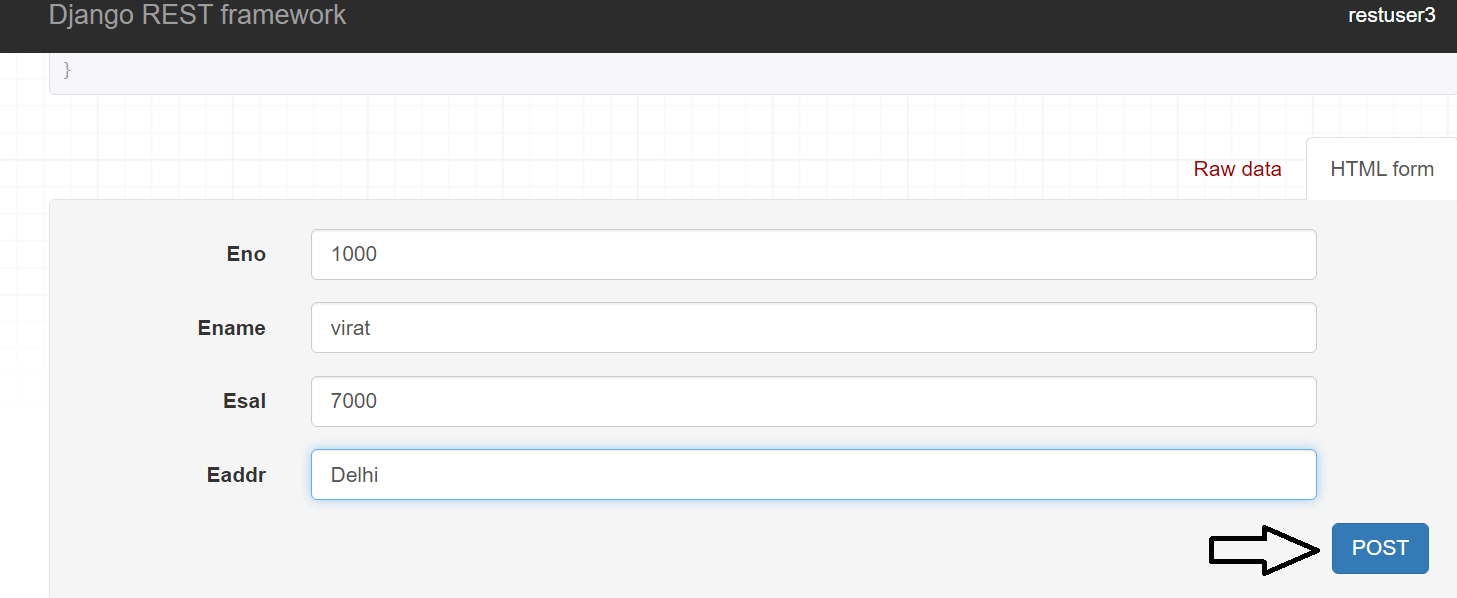 Django REST framework restuser3
}
Raw data HTML form
Eno 1000
Ename virat
Esal 7000
Eaddr Delhi
POST